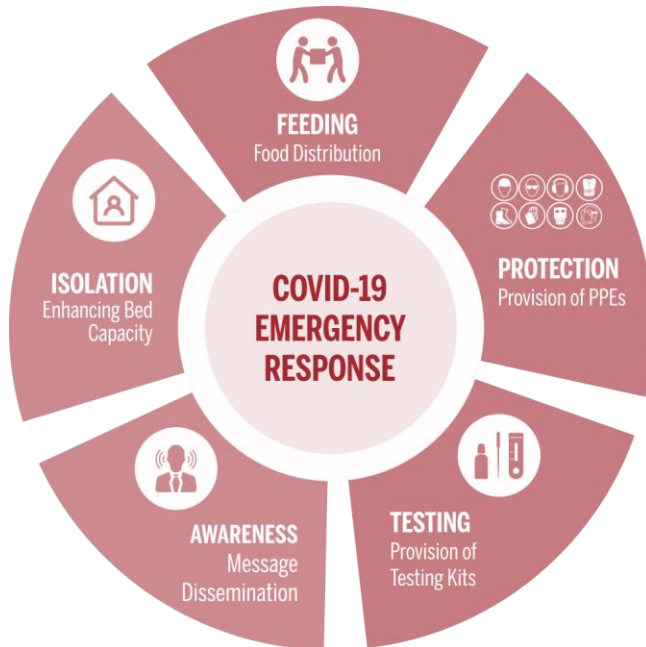 FEEDING
Food Distribution
PROTECTION
Provision of PPEs
ISOLATION
Enhancing Bed
Capacity
COVID-19
EMERGENCY
RESPONSE
AWARENESS
Message
Dissemination
TESTING
Provision of
Testing Kits